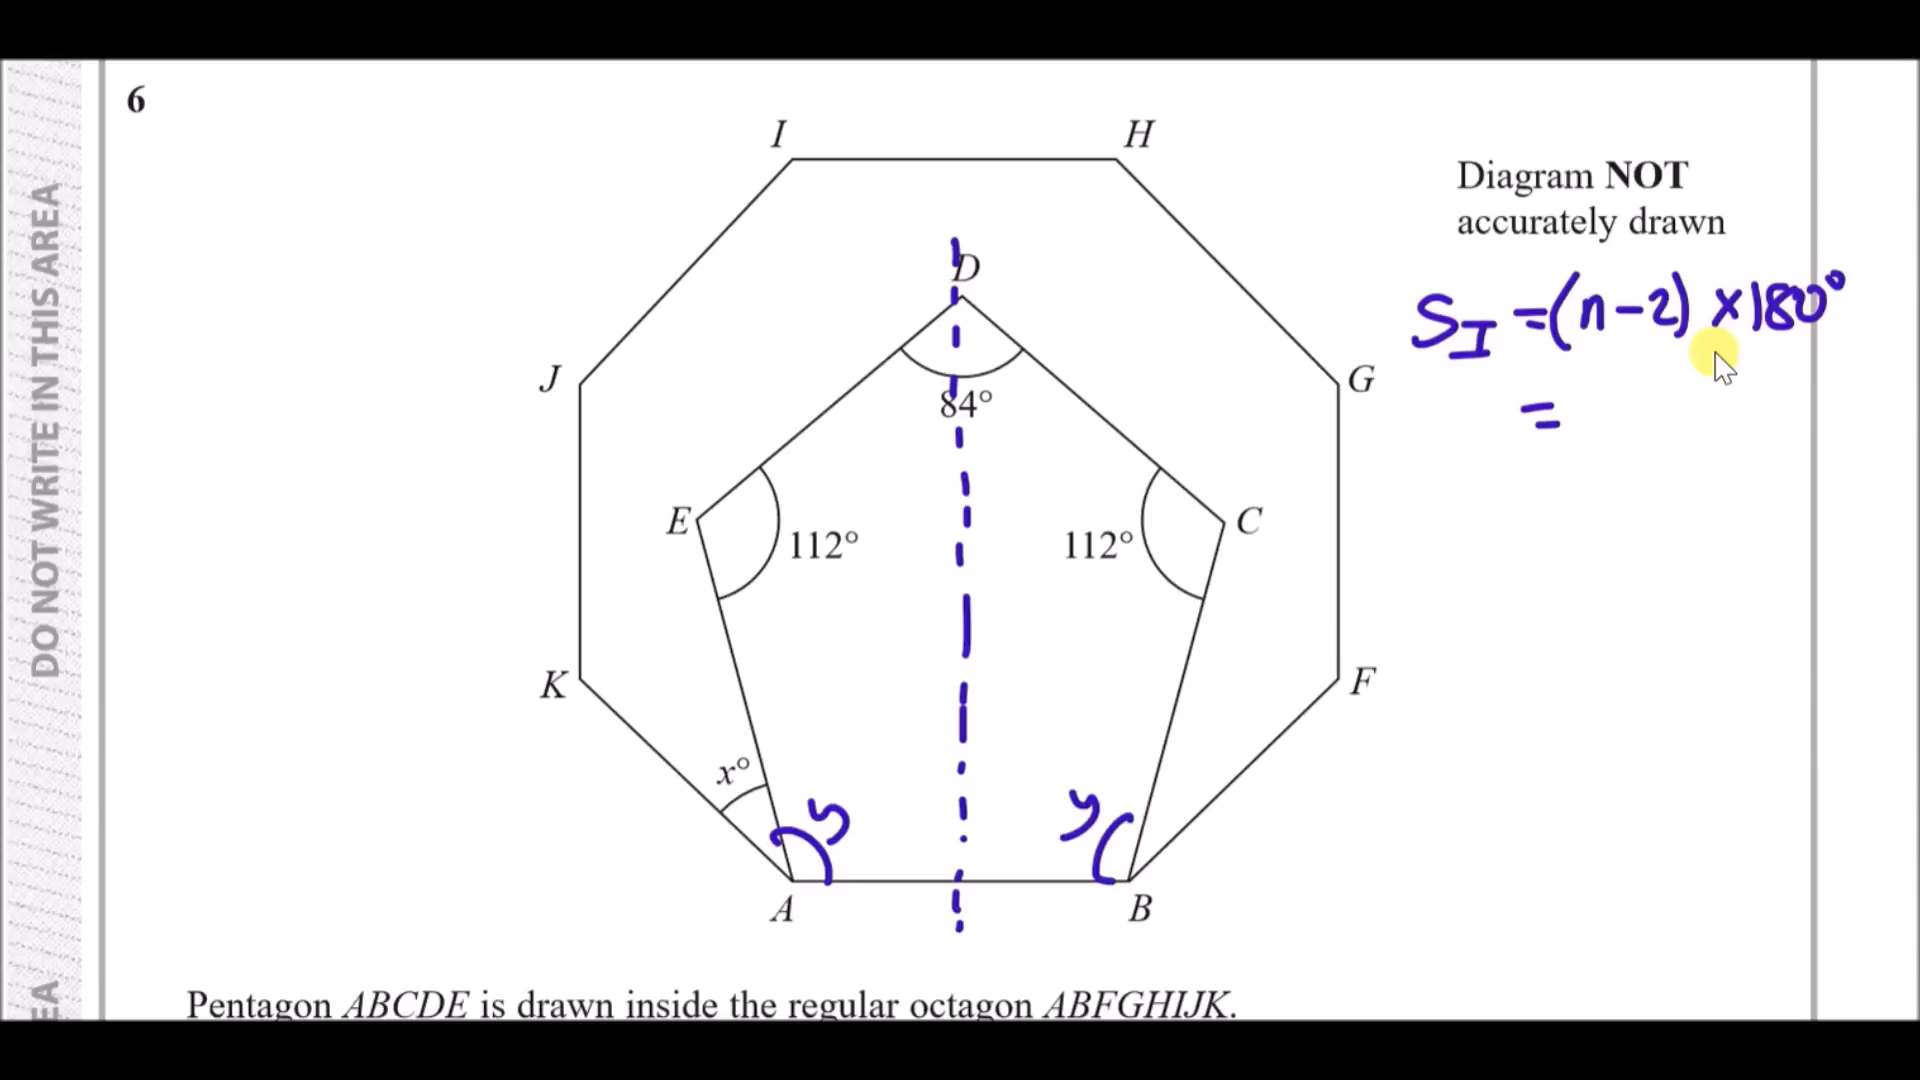 DO NOT WRITE IN THIS AREA
EA
6
I
H
Diagram NOT
accurately drawn
D
S_I = (n-2) × 180°
84°
J
G
=
E
112°
112°
C
K
F
x°
y
y
A
B
Pentagon ABCDE is drawn inside the regular octagon ABFGHIJK.